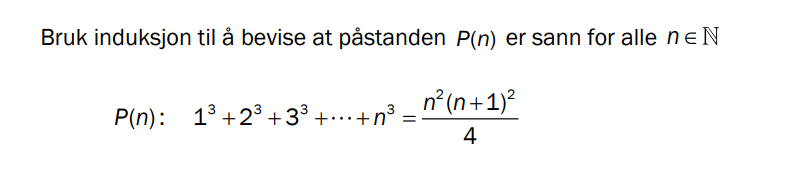 Bruk induksjon til å bevise at påstanden P(n) er sann for alle n ∈ ℕ
P(n): 1³ + 2³ + 3³ + ⋯ + n³ = n²(n+1)² / 4